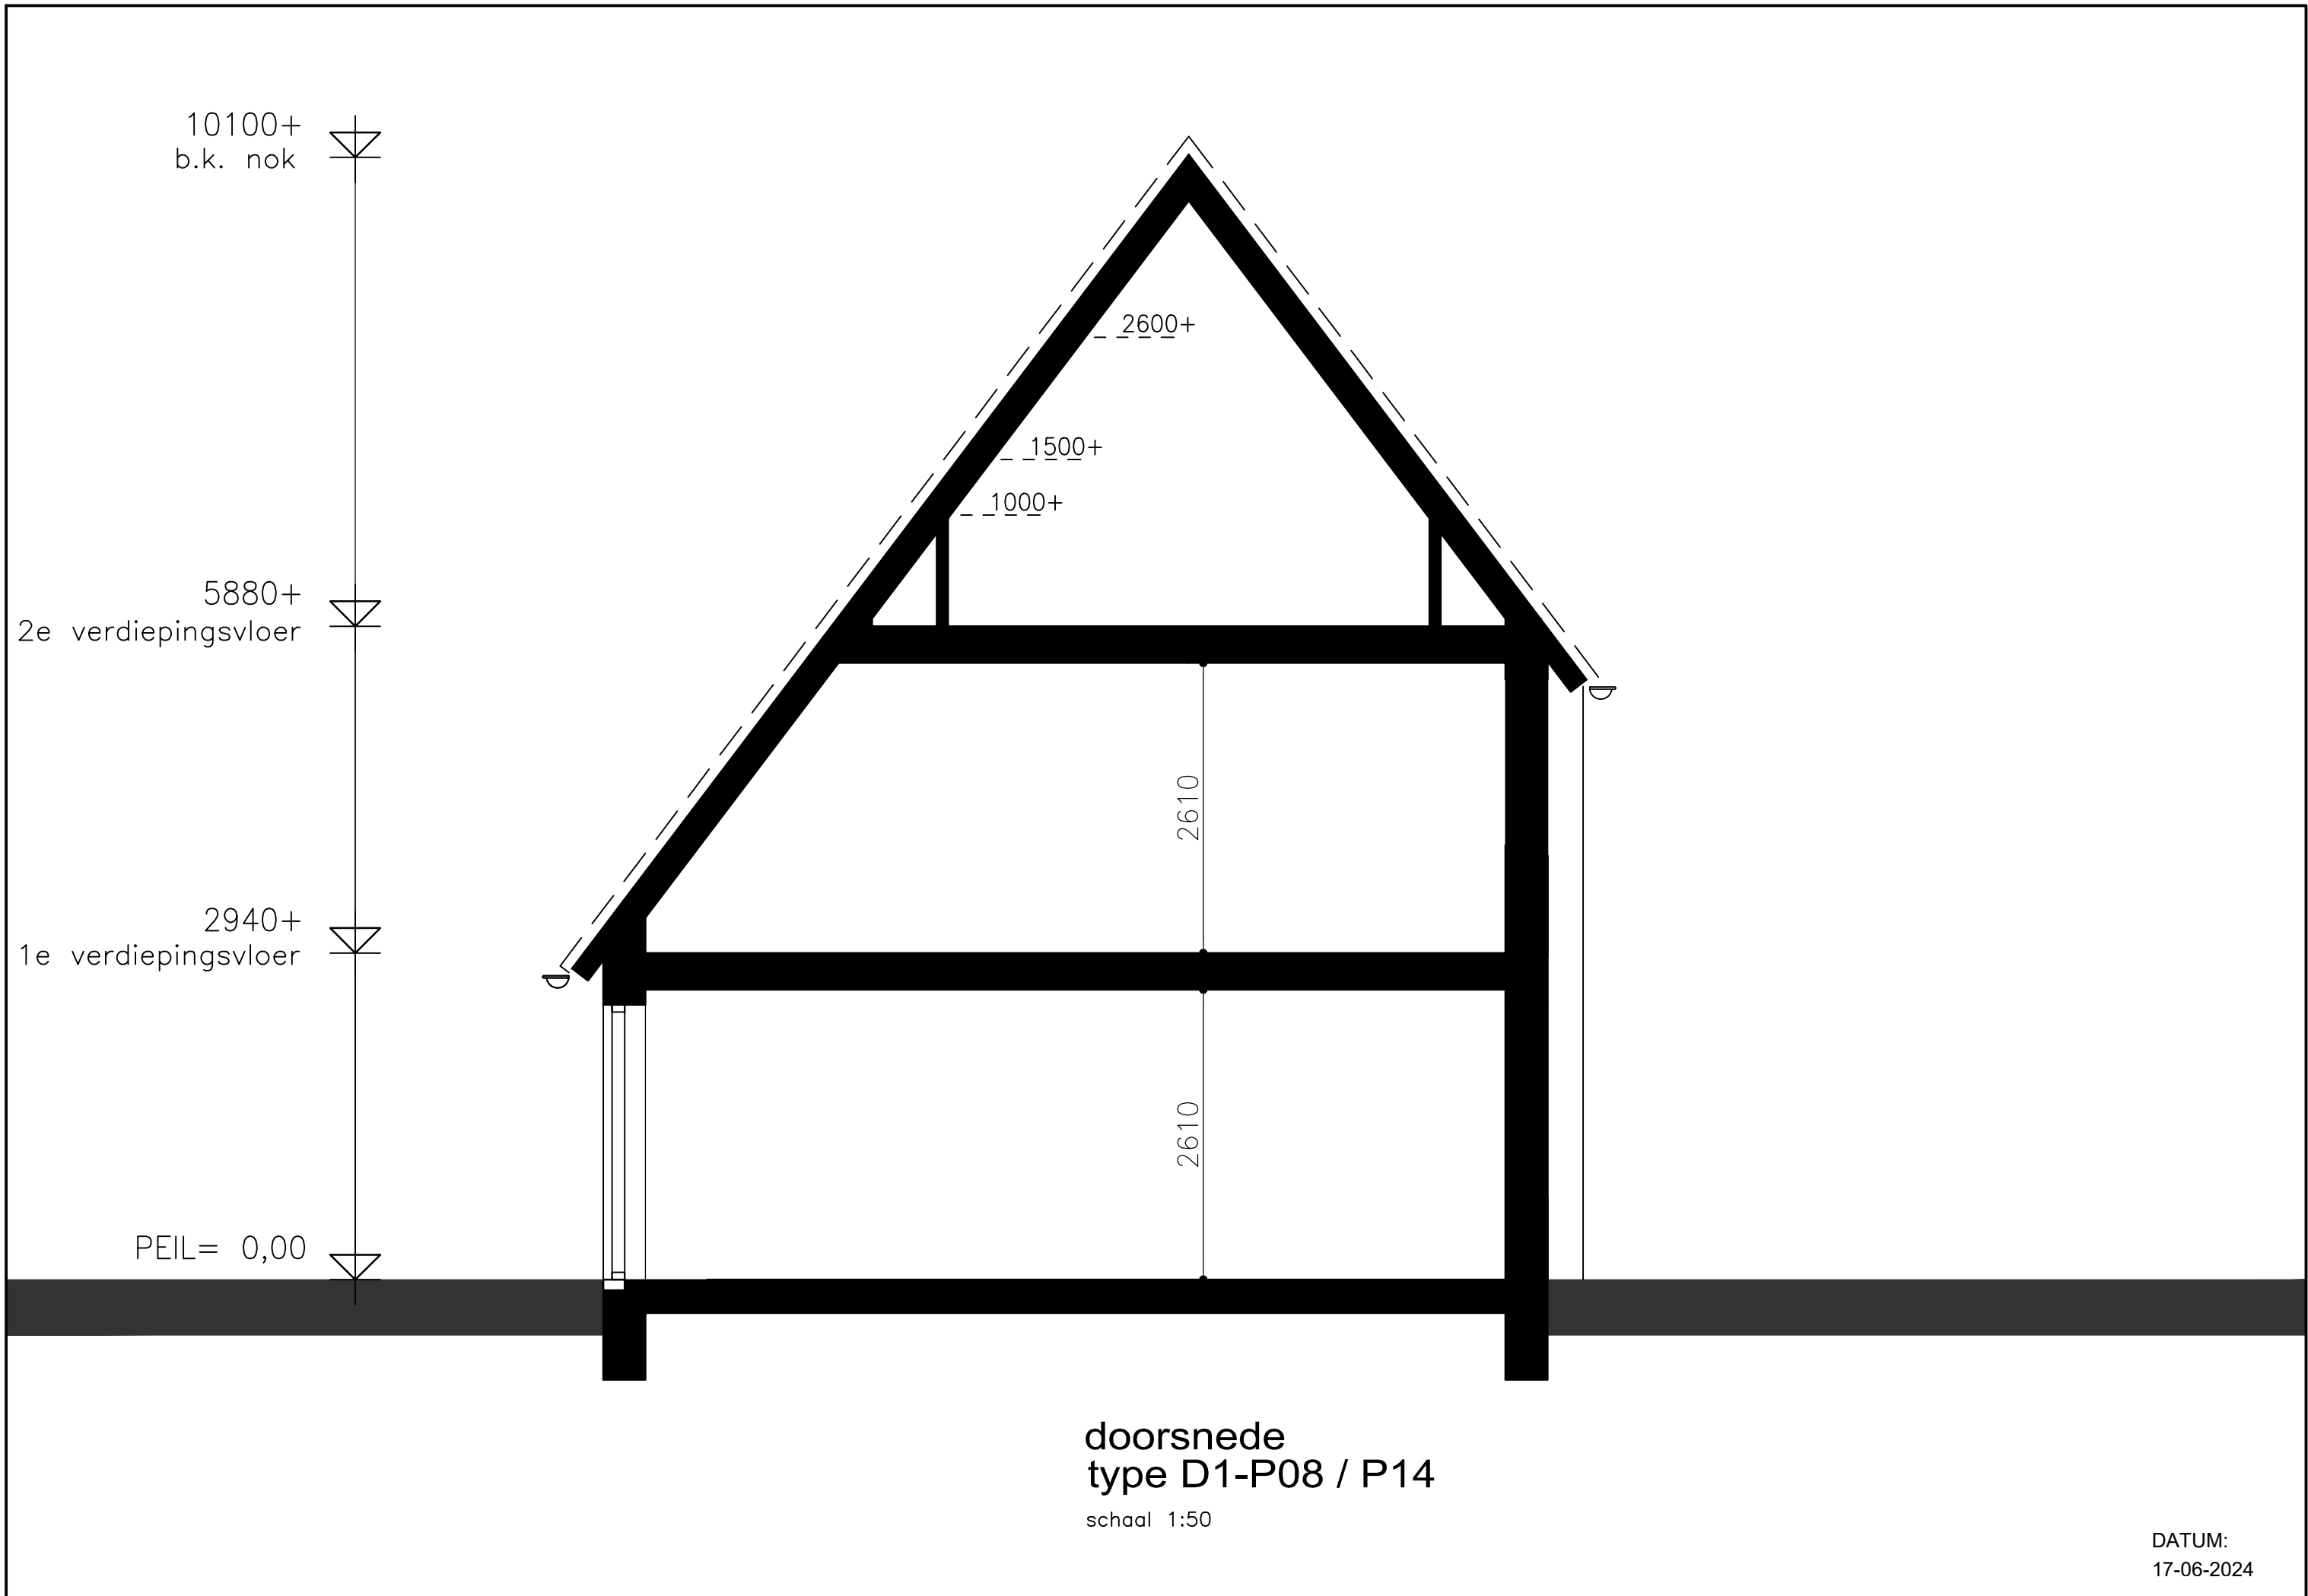 10100+
b.k. nok
2600+
1500+
1000+
5880+
2e verdiepingsvloer
2610
2940+
1e verdiepingsvloer
2610
PEIL= 0,00
doorsnede
type D1-P08 / P14
schaal 1:50
DATUM:
17-06-2024